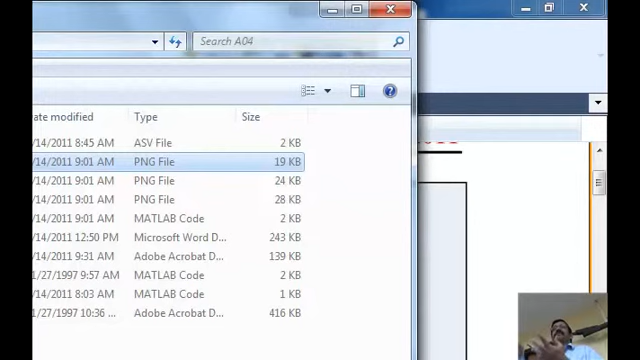 Search A04
ate modified Type Size
/14/2011 8:45 AM ASV File 2 KB
/14/2011 9:01 AM PNG File 19 KB
/14/2011 9:01 AM PNG File 24 KB
/14/2011 9:01 AM PNG File 28 KB
/14/2011 9:01 AM MATLAB Code 2 KB
/14/2011 12:50 PM Microsoft Word D... 243 KB
/14/2011 9:31 AM Adobe Acrobat D... 139 KB
1/27/1997 9:57 AM MATLAB Code 2 KB
/14/2011 8:03 AM MATLAB Code 1 KB
1/27/1997 10:36 ... Adobe Acrobat D... 416 KB